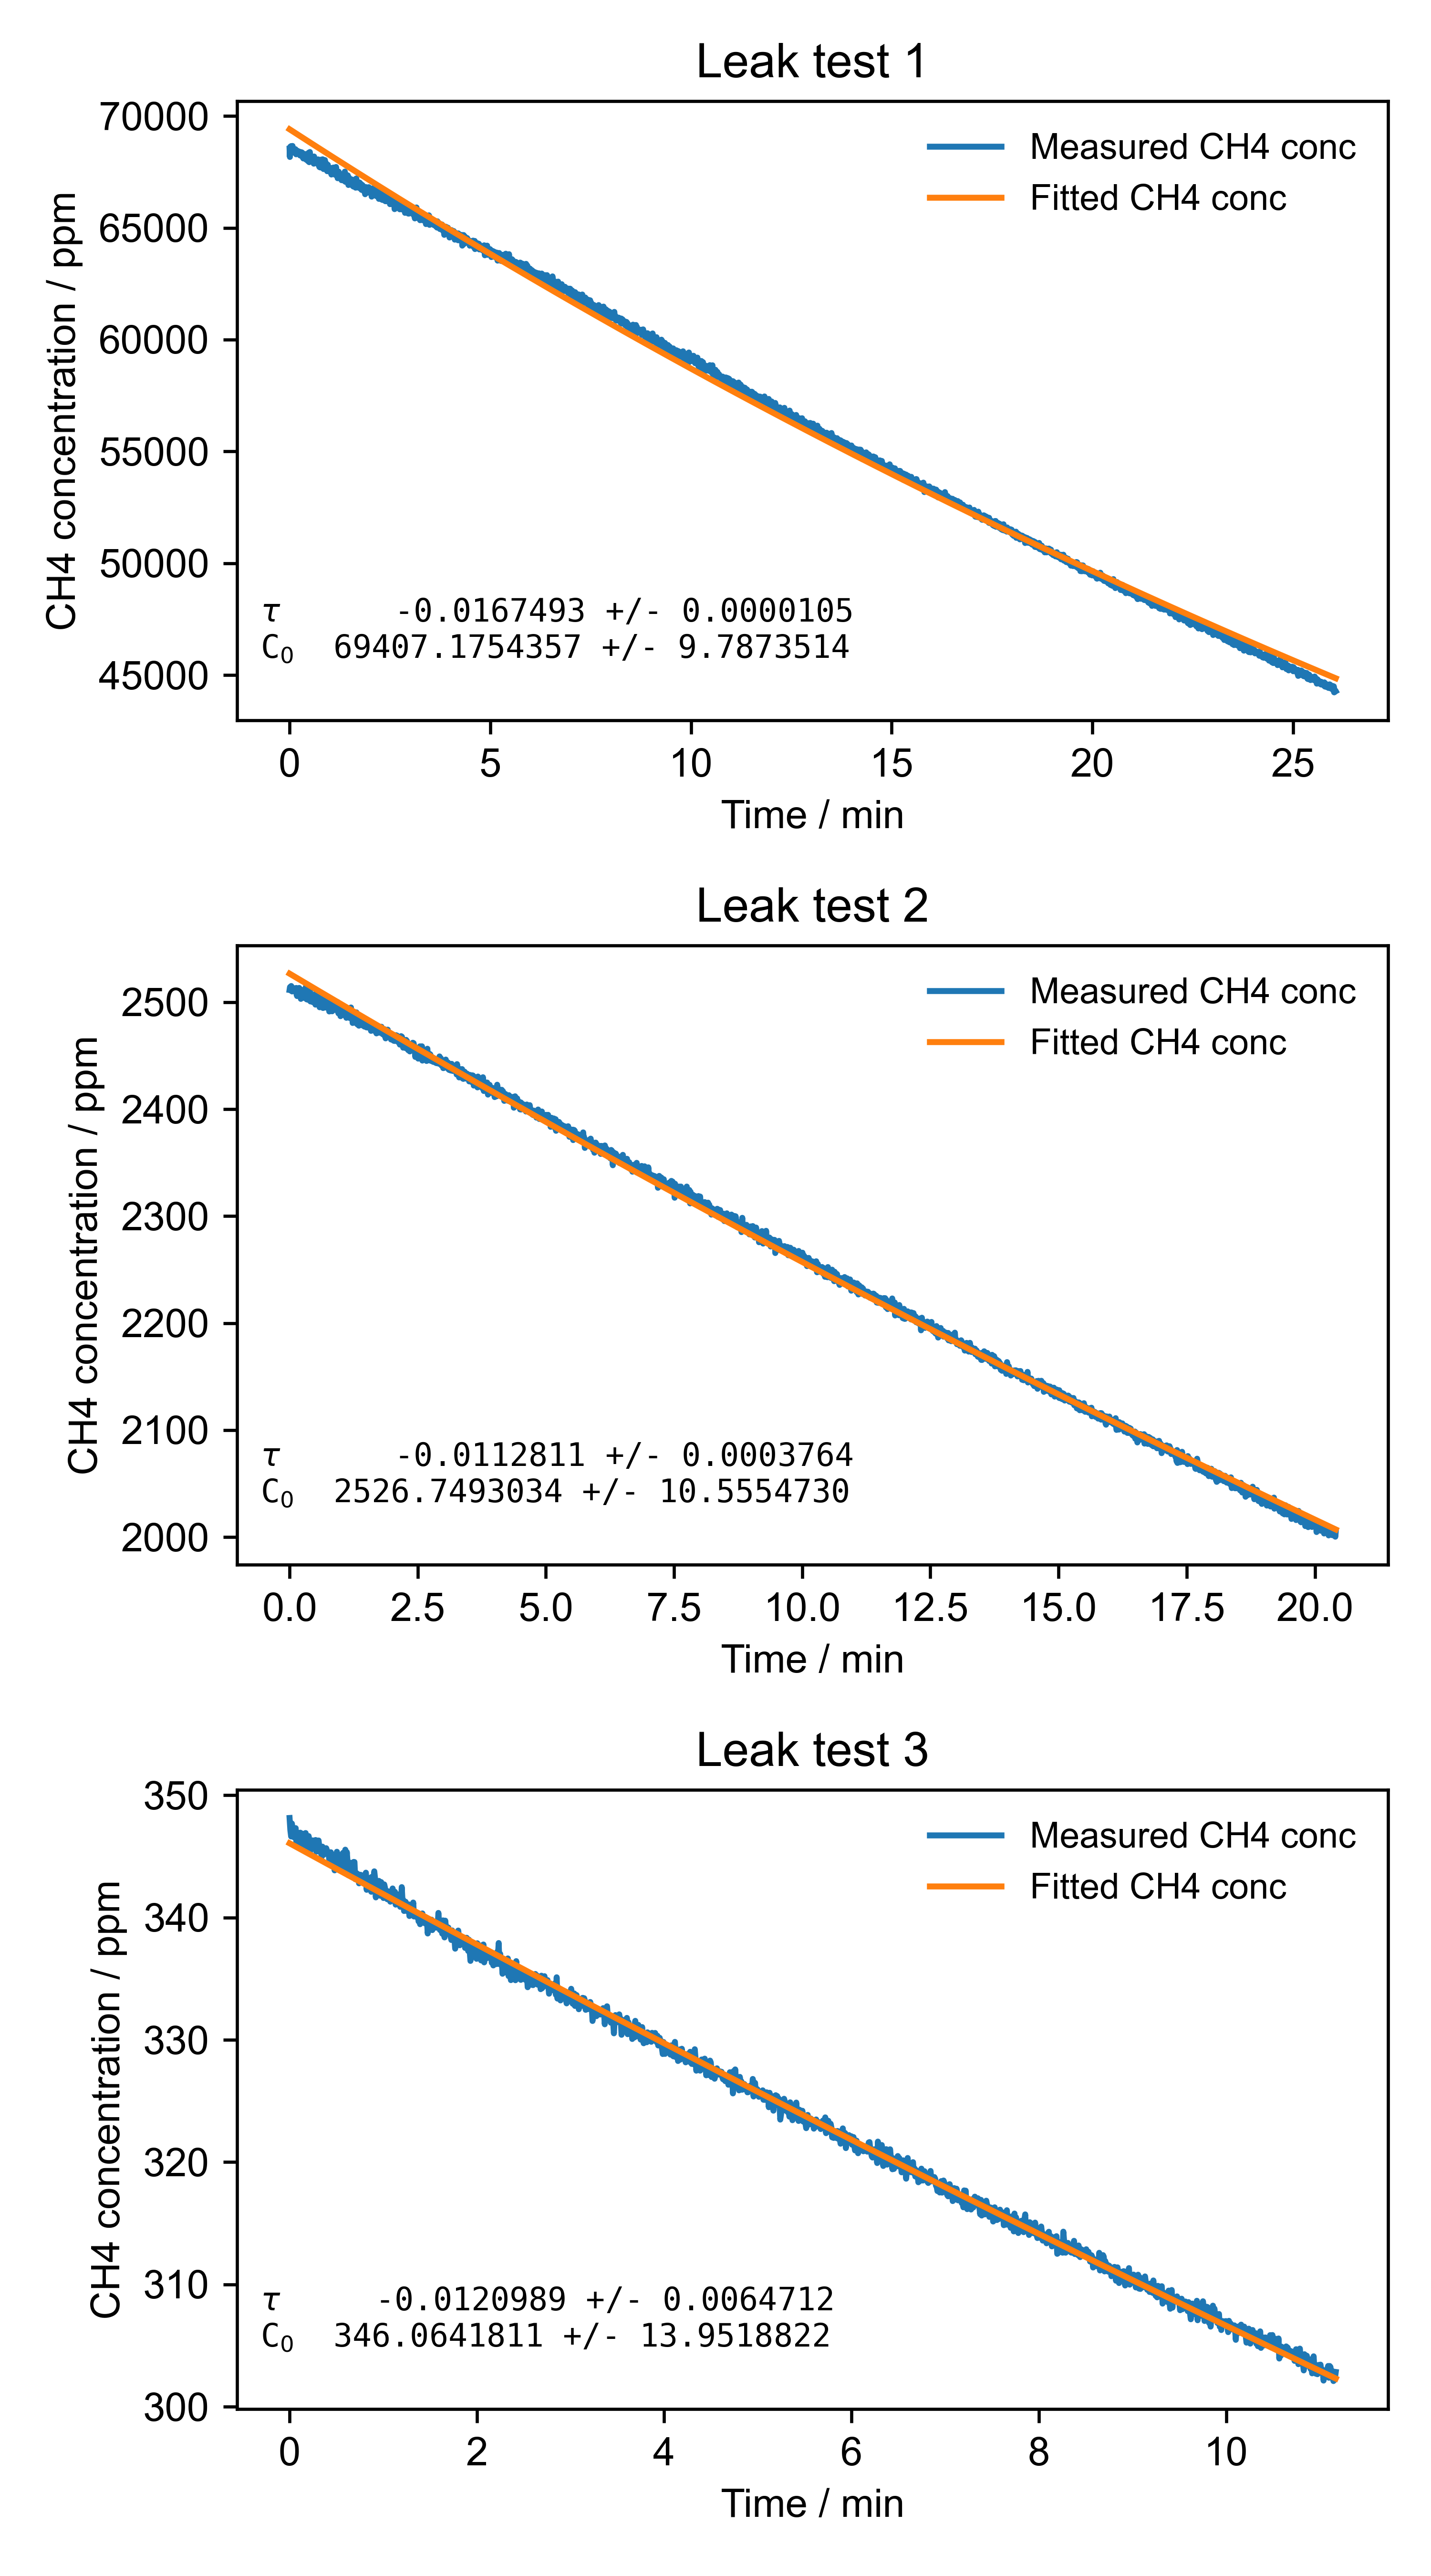 Leak test 1
CH4 concentration / ppm
70000
65000
60000
55000
50000
45000
Measured CH4 conc
Fitted CH4 conc
τ -0.0167493 +/- 0.0000105
C₀ 69407.1754357 +/- 9.7873514
0 5 10 15 20 25
Time / min
Leak test 2
CH4 concentration / ppm
2500
2400
2300
2200
2100
2000
Measured CH4 conc
Fitted CH4 conc
τ -0.0112811 +/- 0.0003764
C₀ 2526.7493034 +/- 10.5554730
0.0 2.5 5.0 7.5 10.0 12.5 15.0 17.5 20.0
Time / min
Leak test 3
CH4 concentration / ppm
350
340
330
320
310
300
Measured CH4 conc
Fitted CH4 conc
τ -0.0120989 +/- 0.0064712
C₀ 346.0641811 +/- 13.9518822
0 2 4 6 8 10
Time / min